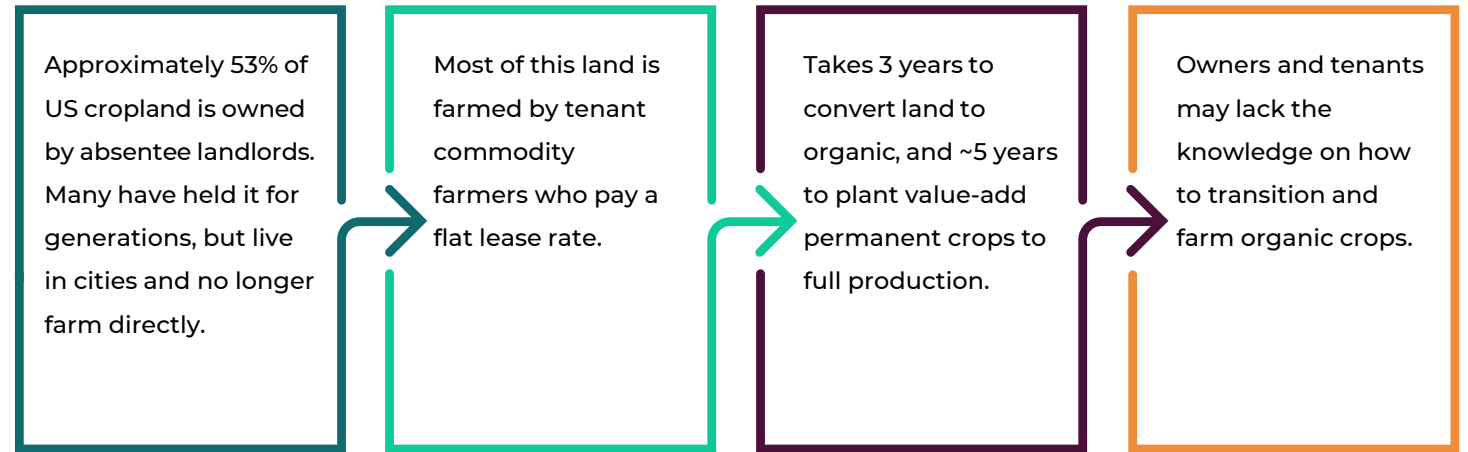 Approximately 53% of
US cropland is owned
by absentee landlords.
Many have held it for
generations, but live
in cities and no longer
farm directly.
Most of this land is
farmed by tenant
commodity
farmers who pay a
flat lease rate.
Takes 3 years to
convert land to
organic, and ~5 years
to plant value-add
permanent crops to
full production.
Owners and tenants
may lack the
knowledge on how
to transition and
farm organic crops.